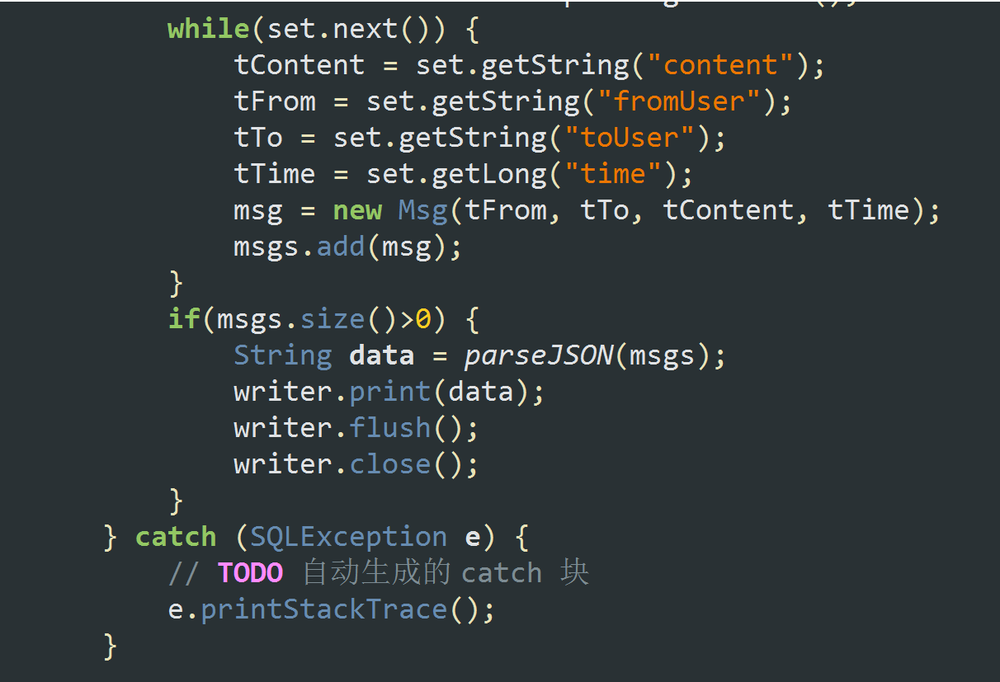 while(set.next()) {
tContent = set.getString("content");
tFrom = set.getString("fromUser");
tTo = set.getString("toUser");
tTime = set.getLong("time");
msg = new Msg(tFrom, tTo, tContent, tTime);
msgs.add(msg);
}
if(msgs.size()>0) {
String data = parseJSON(msgs);
writer.print(data);
writer.flush();
writer.close();
}
} catch (SQLException e) {
// TODO 自动生成的 catch 块
e.printStackTrace();
}